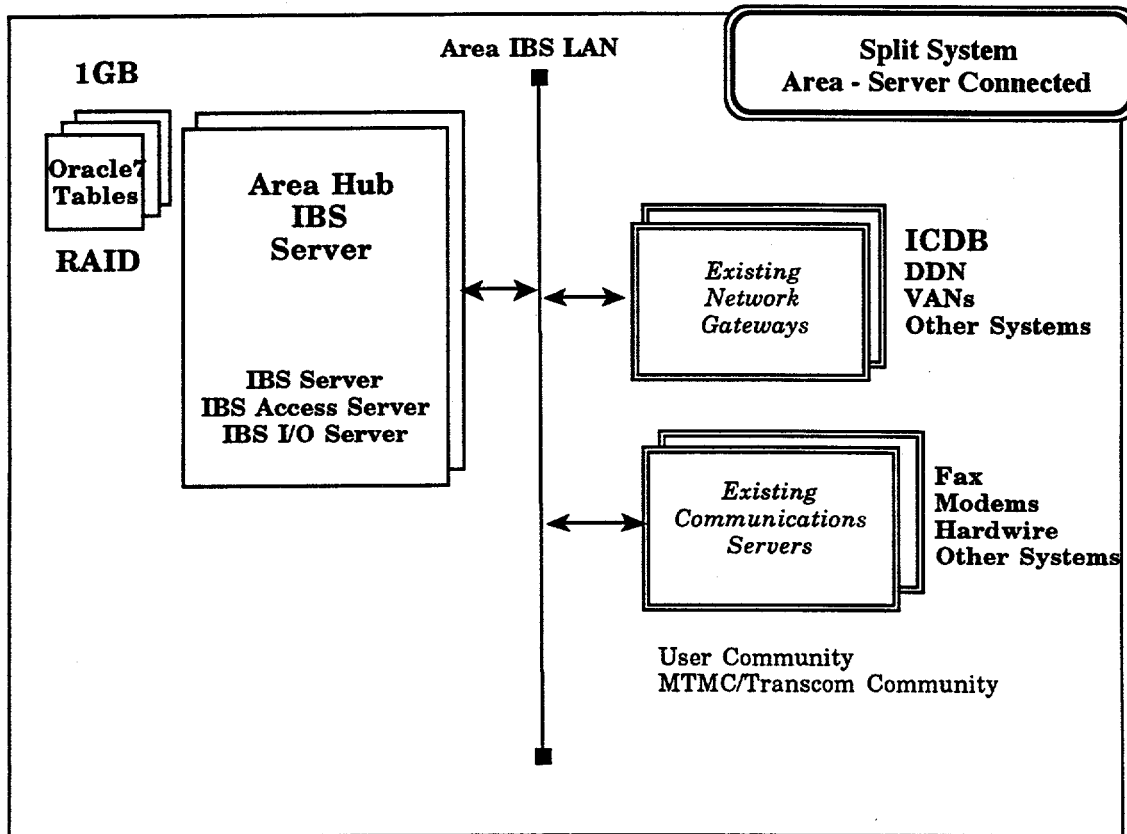 Split System
Area - Server Connected
Area IBS LAN
1GB
Oracle7
Tables
RAID
Area Hub
IBS
Server
IBS Server
IBS Access Server
IBS I/O Server
Existing
Network
Gateways
ICDB
DDN
VANs
Other Systems
Existing
Communications
Servers
Fax
Modems
Hardwire
Other Systems
User Community
MTMC/Transcom Community